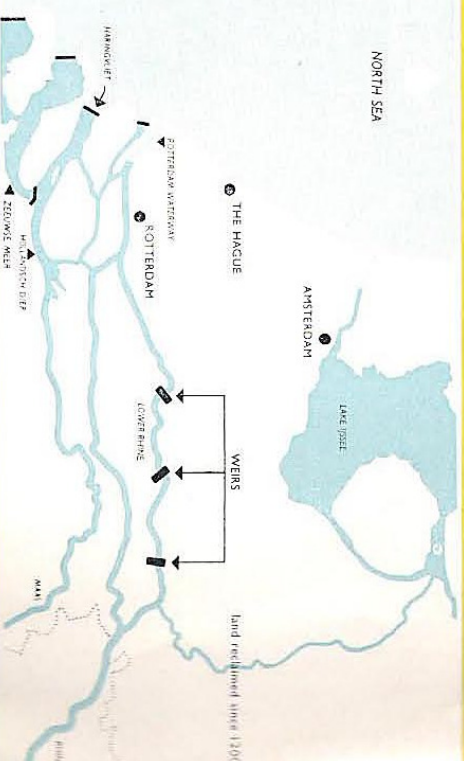 NORTH SEA
THE HAGUE
AMSTERDAM
LAKE IJSSEL
HARINGVLIET
ROTTERDAM WATERWAY
ROTTERDAM
ZEEUWSE MEER
HOLLANDSCH DIEP
LOWER RHINE
WEIRS
MAAS
land reclaimed since 1200